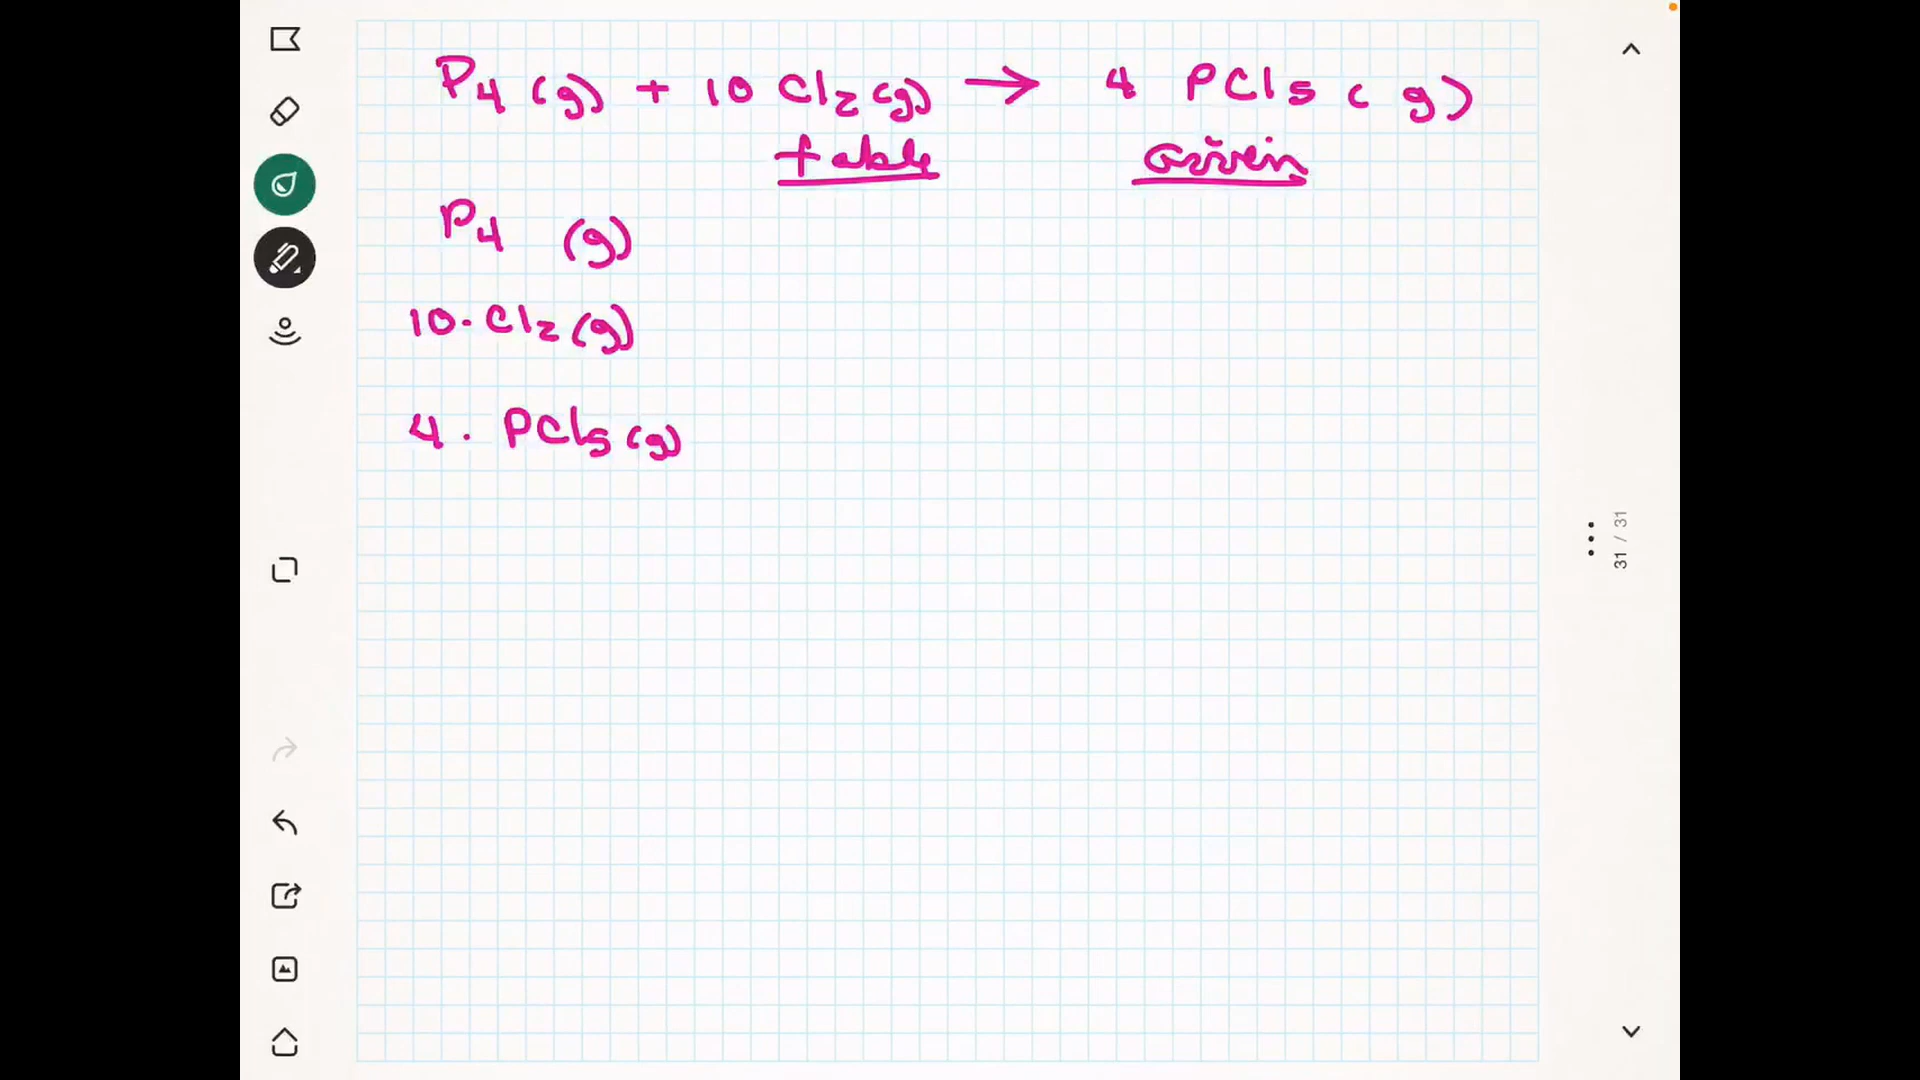 P₄ (g) + 10 Cl₂ (g) → 4 PCl₅ (g)
table Given
P₄ (g)
10 · Cl₂ (g)
4 · PCl₅ (g)
31 / 31